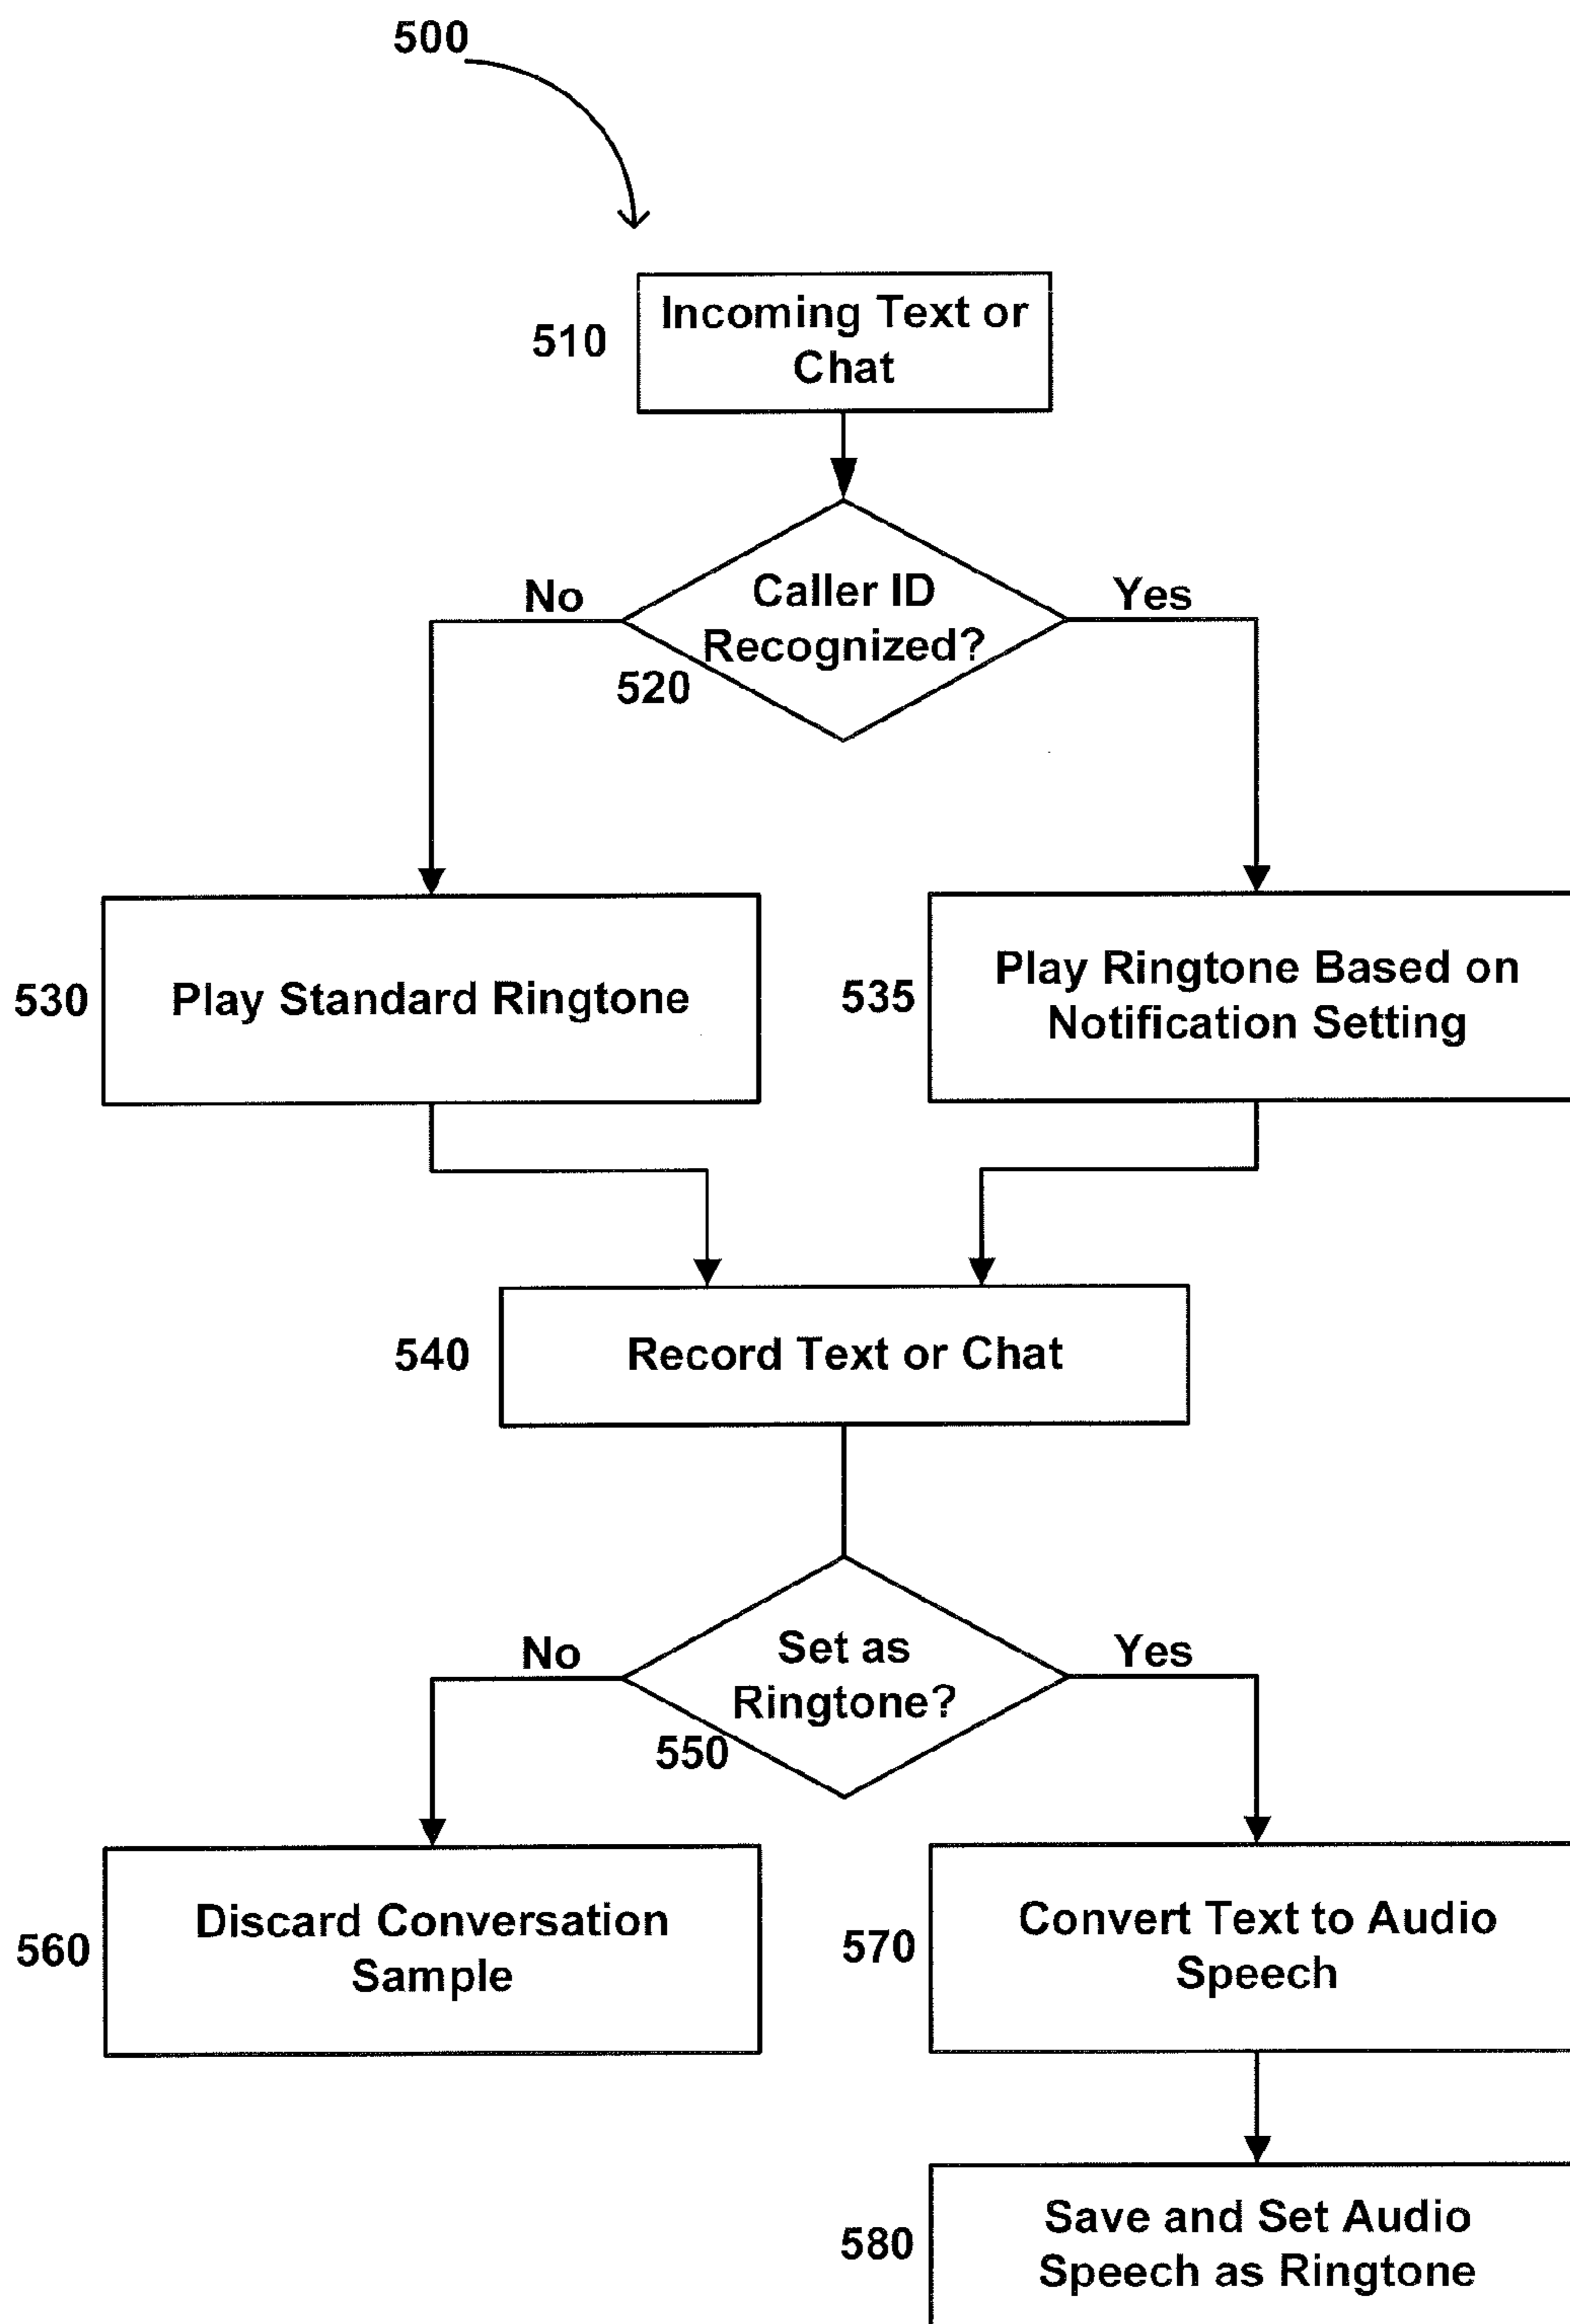 500
510
Incoming Text or
Chat
No
Caller ID
Recognized?
Yes
520
530
Play Standard Ringtone
535
Play Ringtone Based on
Notification Setting
540
Record Text or Chat
No
Set as
Ringtone?
Yes
550
560
Discard Conversation
Sample
570
Convert Text to Audio
Speech
580
Save and Set Audio
Speech as Ringtone